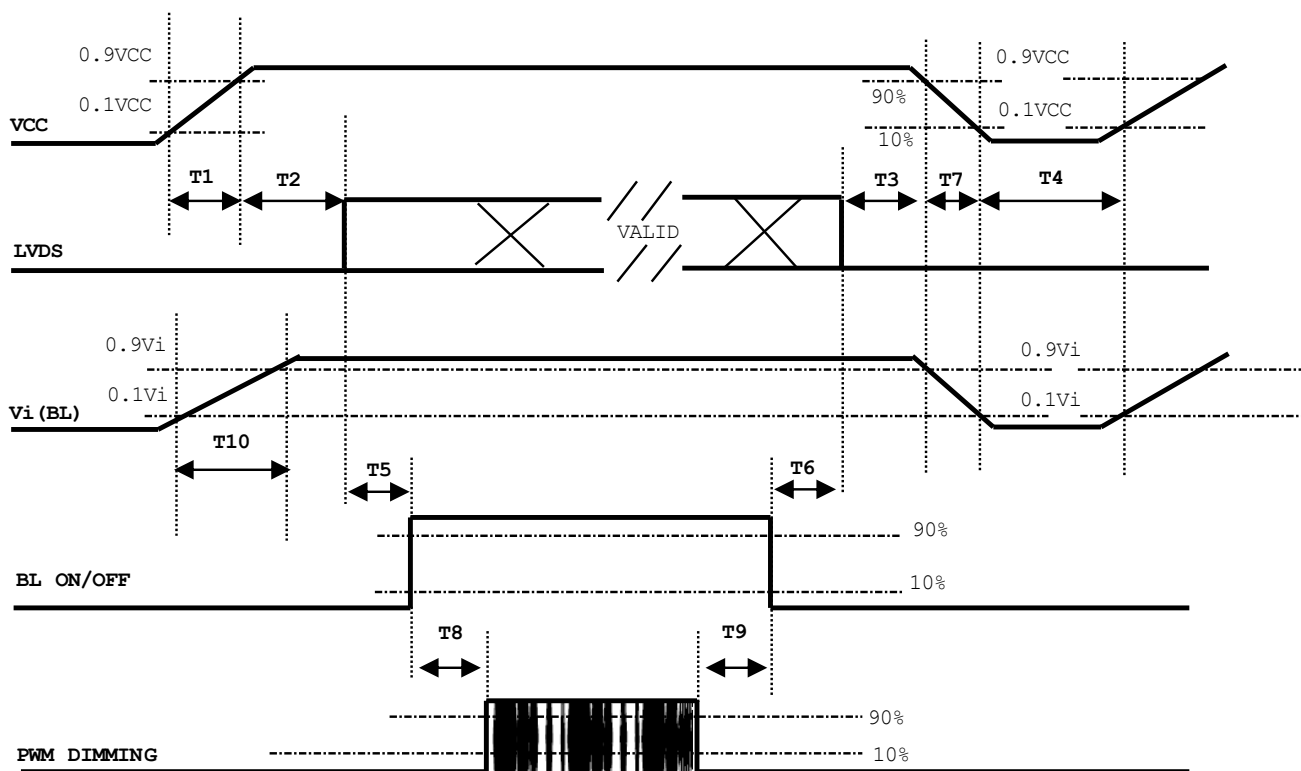 0.9VCC
0.9VCC
90%
0.1VCC
0.1VCC
VCC
10%
T1
T2
T3
T7
T4
VALID
LVDS
0.9Vi
0.9Vi
0.1Vi
0.1Vi
Vi(BL)
T10
T5
T6
90%
BL ON/OFF
10%
T8
T9
90%
PWM DIMMING
10%